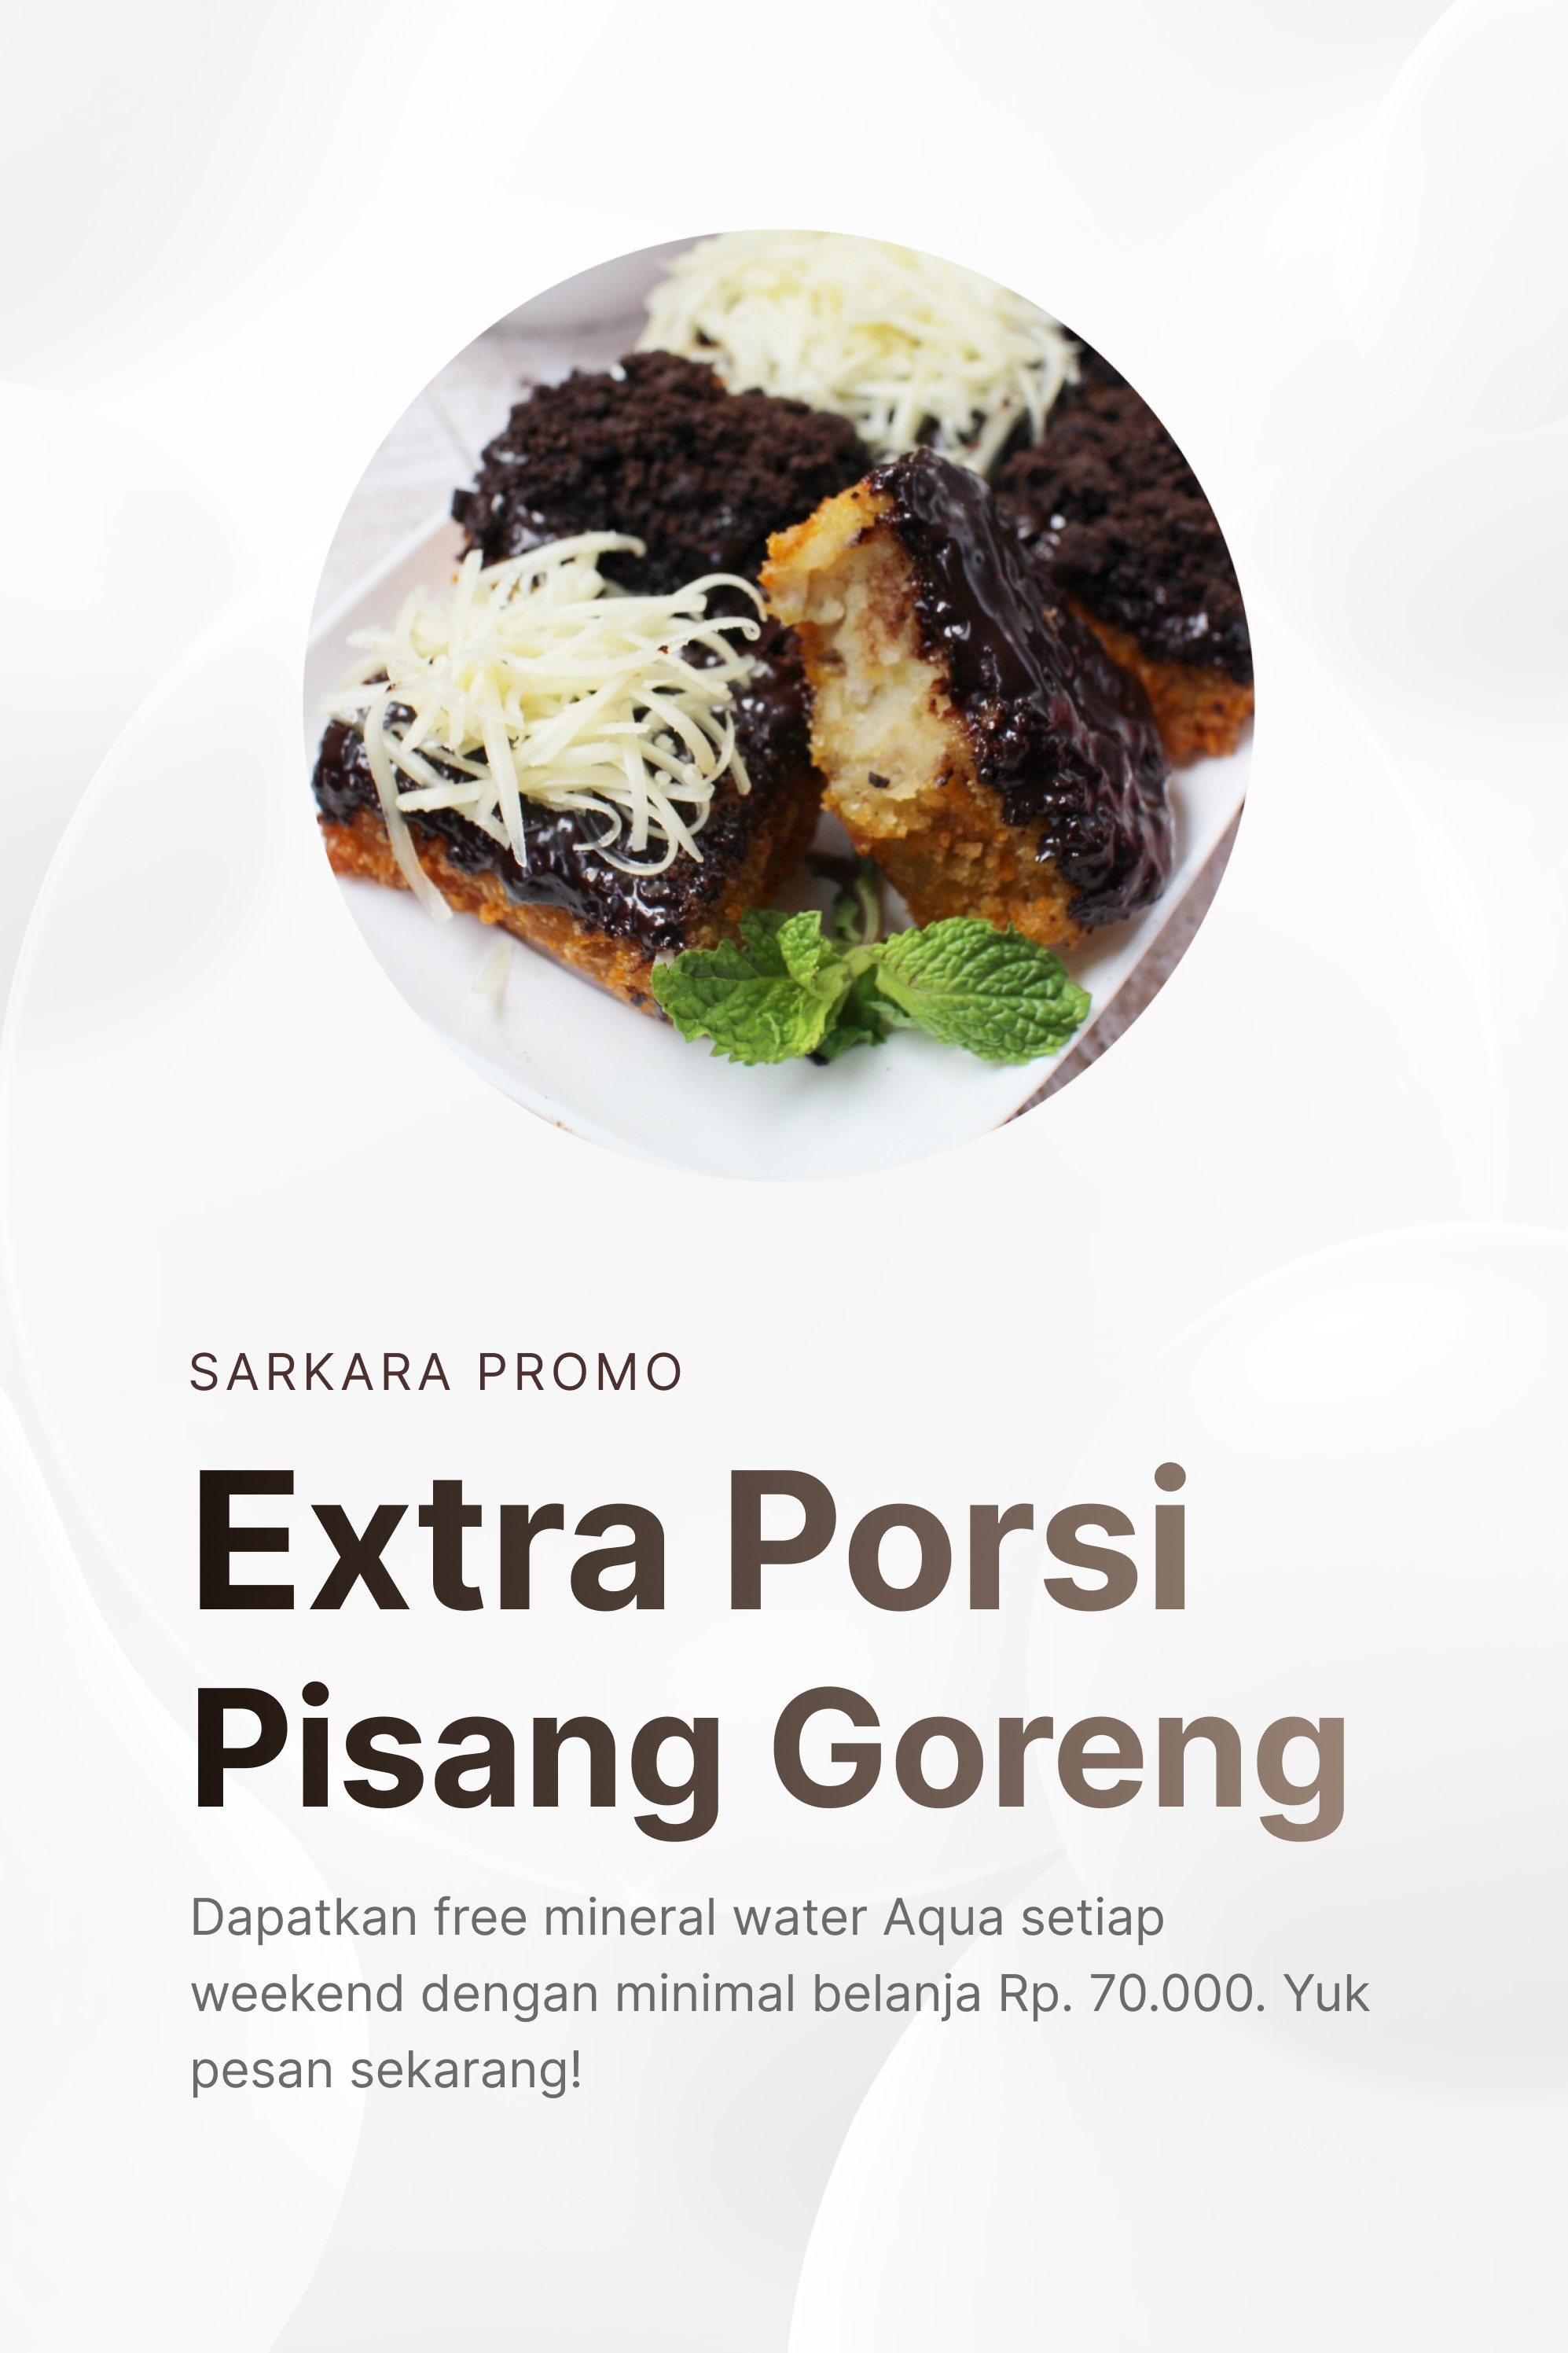 SARKARA PROMO
Extra Porsi
Pisang Goreng
Dapatkan free mineral water Aqua setiap
weekend dengan minimal belanja Rp. 70.000. Yuk
pesan sekarang!